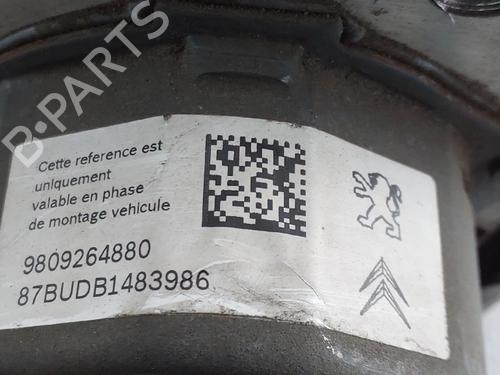 B-PARTS
Cette reference est
uniquement
valable en phase
de montage vehicule
9809264880
87BUDB1483986